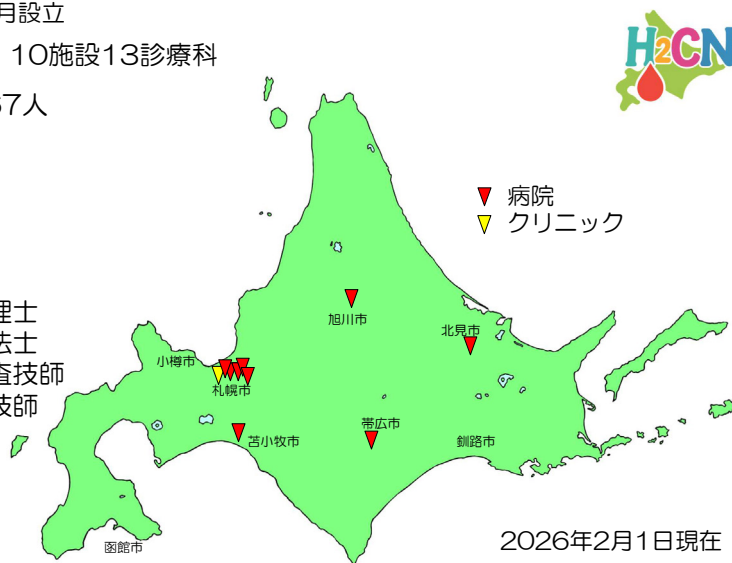 月設立
10施設13診療科
7人
H2CN
病院
クリニック
旭川市
北見市
理士
法士
小樽市
査技師
札幌市
技師
帯広市
苫小牧市
釧路市
函館市
2026年2月1日現在